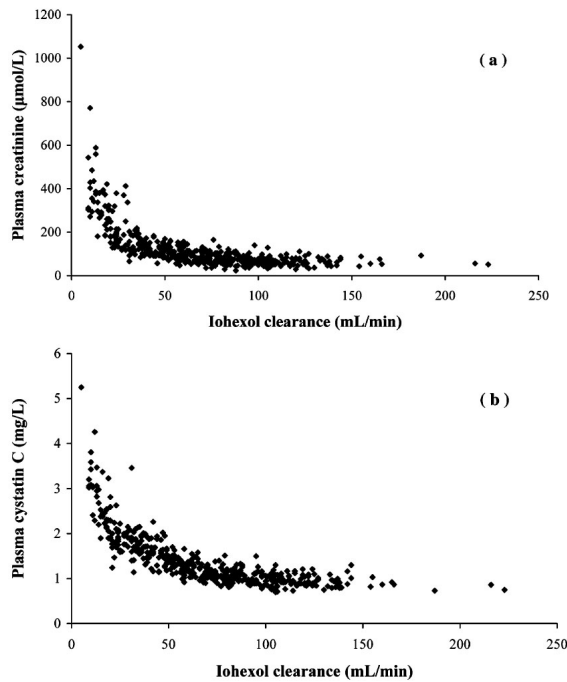 1200
1000
800
600
400
200
0
Plasma creatinine (µmol/L)
( a )
0 50 100 150 200 250
Iohexol clearance (mL/min)
6
5
4
3
2
1
0
Plasma cystatin C (mg/L)
( b )
0 50 100 150 200 250
Iohexol clearance (mL/min)